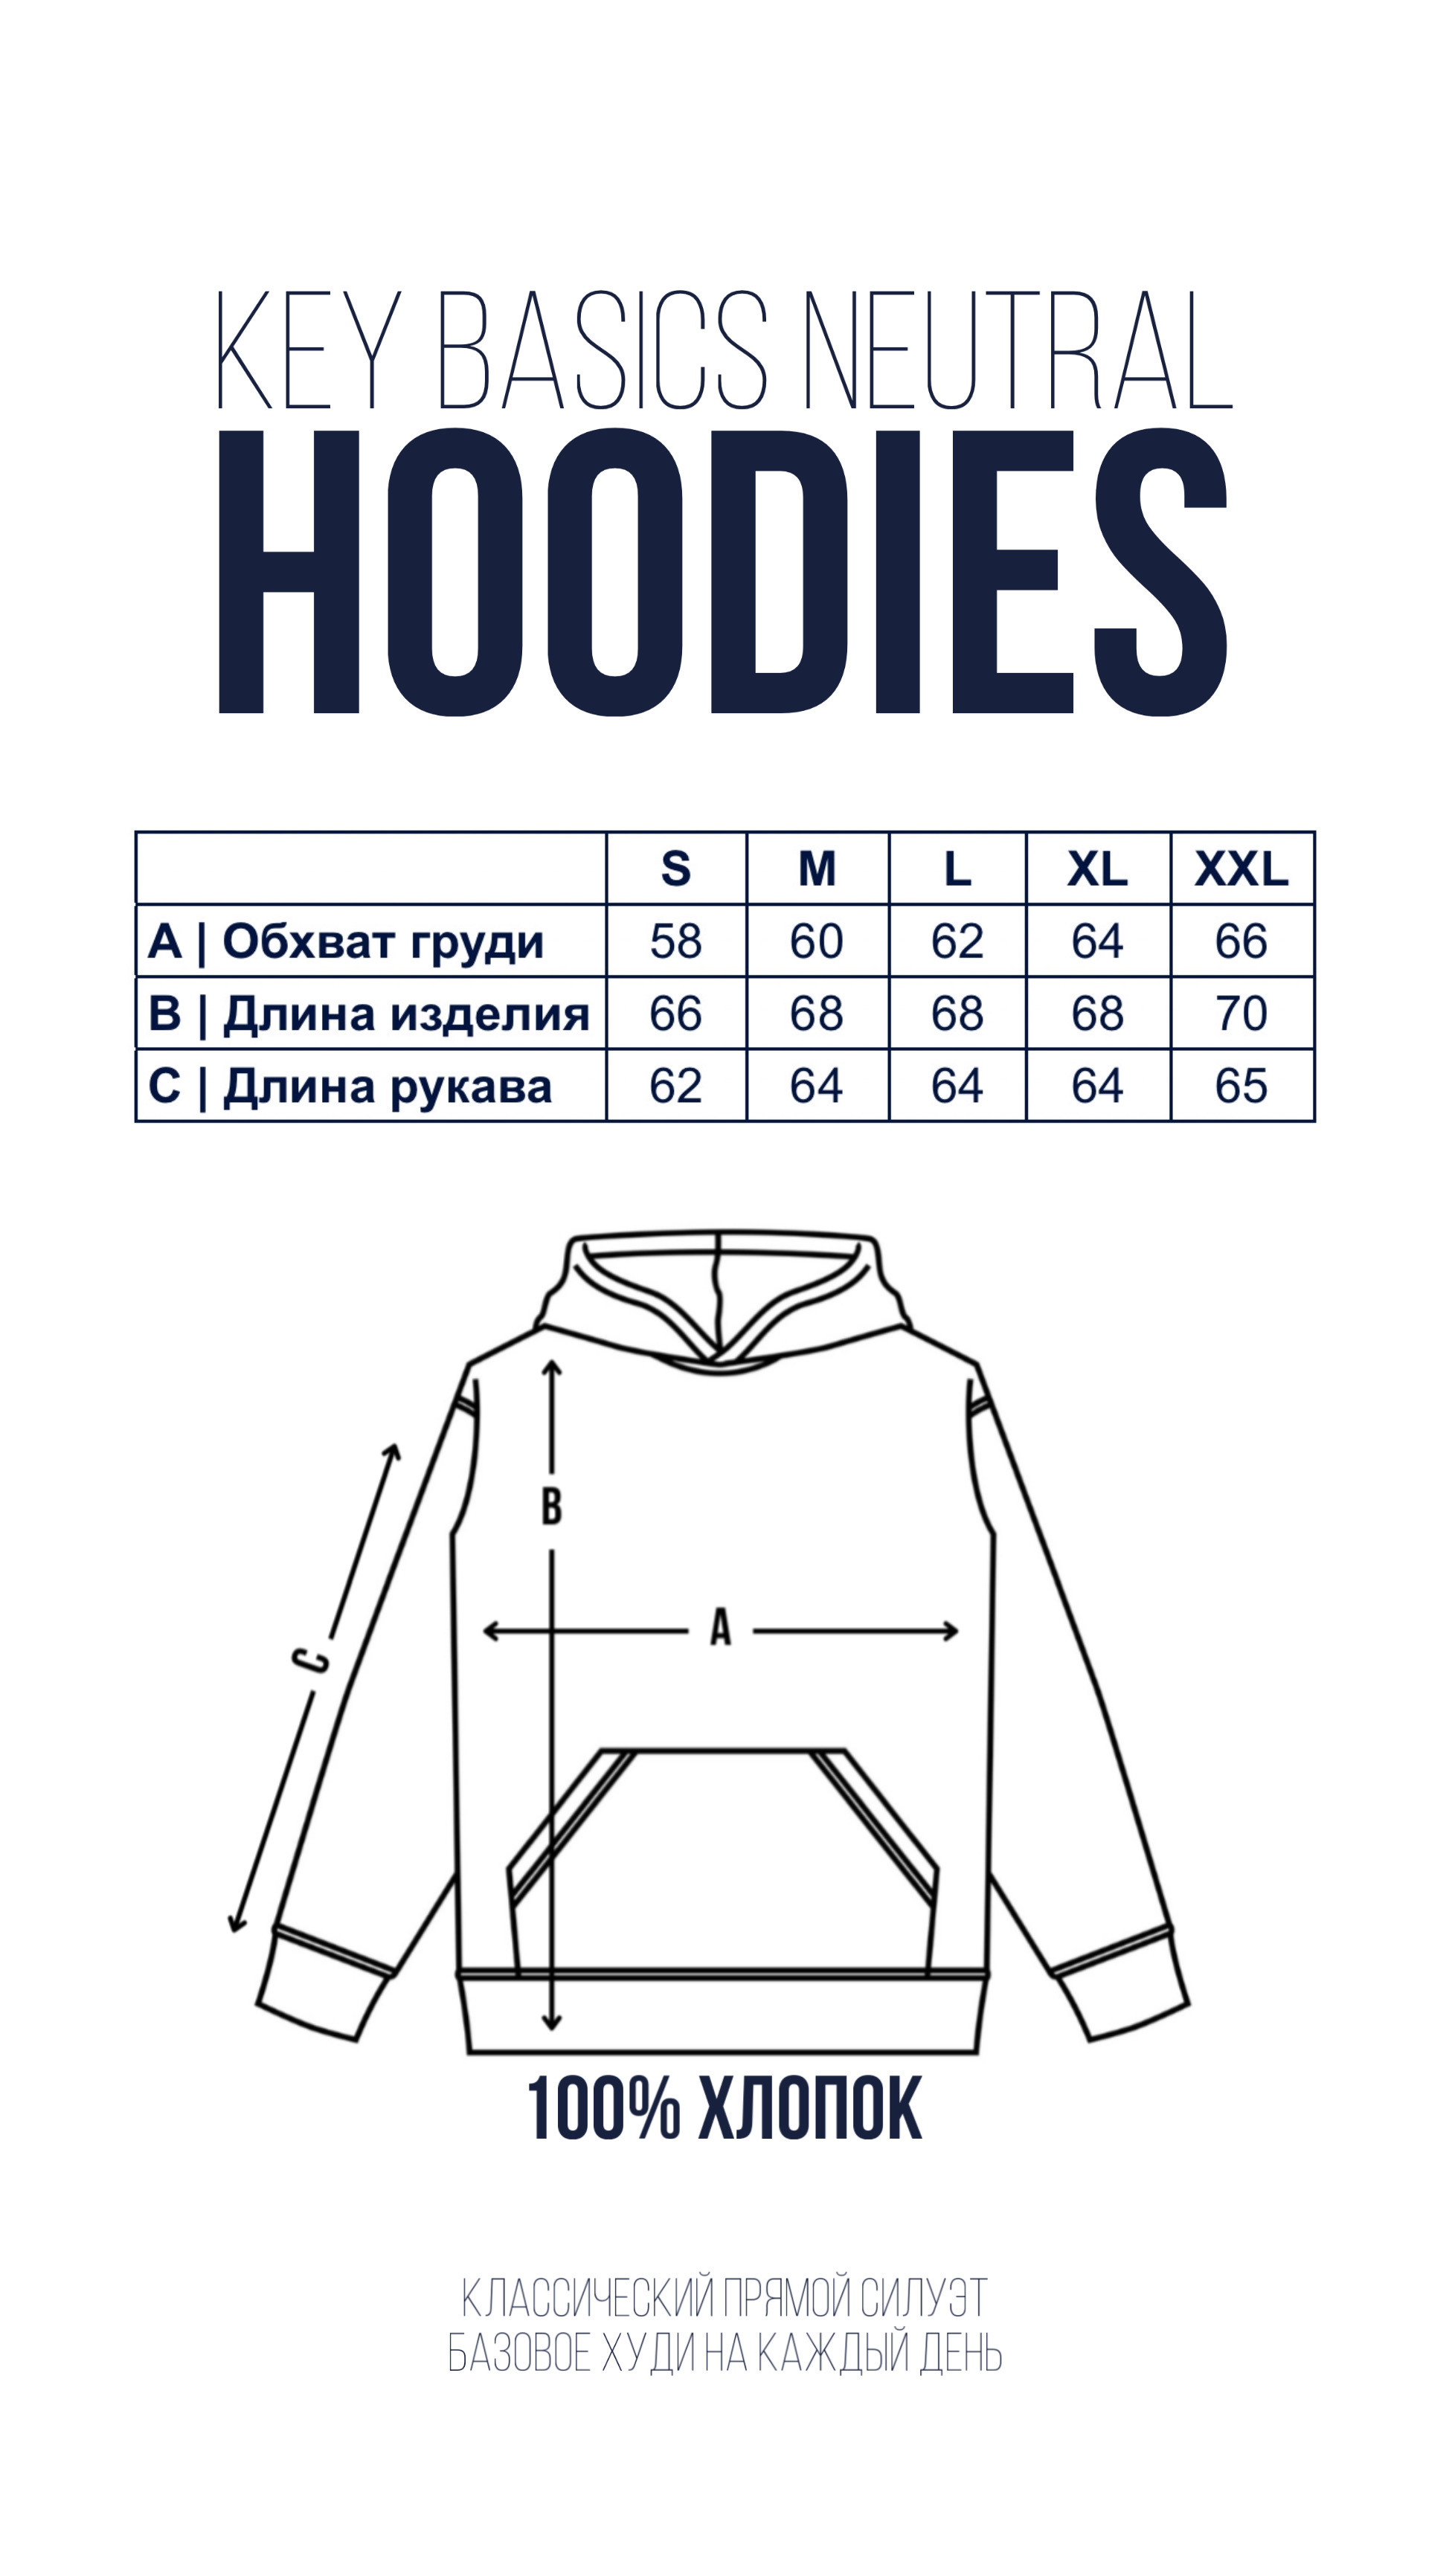 KEY BASICS NEUTRAL
HOODIES
S M L XL XXL
A | Обхват груди 58 60 62 64 66
B | Длина изделия 66 68 68 68 70
C | Длина рукава 62 64 64 64 65
B
A
C
100% ХЛОПОК
КЛАССИЧЕСКИЙ ПРЯМОЙ СИЛУЭТ
БАЗОВОЕ ХУДИ НА КАЖДЫЙ ДЕНЬ